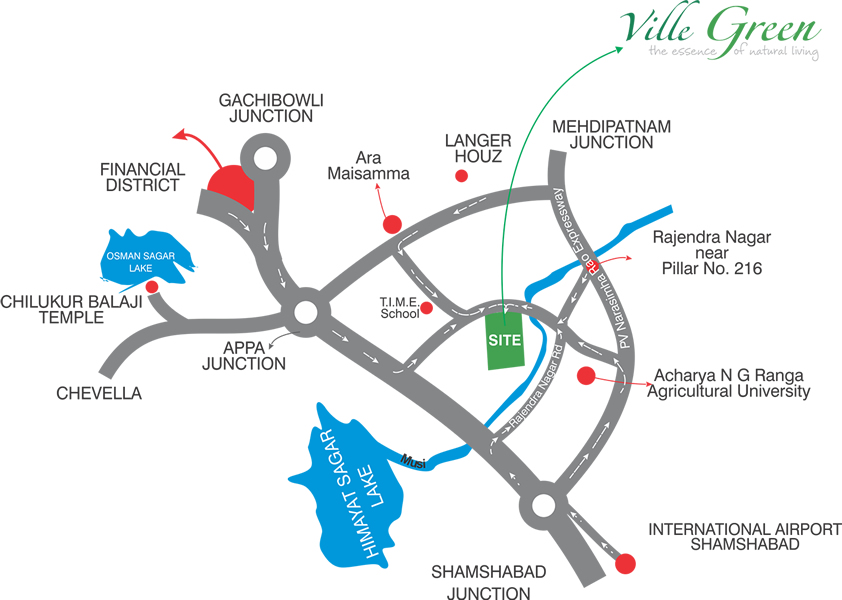 Ville Green
the essence of natural living
GACHIBOWLI
JUNCTION
MEHDIPATNAM
JUNCTION
LANGER
HOUZ
Ara
Maisamma
FINANCIAL
DISTRICT
PV Narasimha Rao Expressway
Rajendra Nagar
near
Pillar No. 216
OSMAN SAGAR
LAKE
CHILUKUR BALAJI
TEMPLE
T.I.M.E.
School
SITE
APPA
JUNCTION
Rajendra Nagar Rd
Acharya N G Ranga
Agricultural University
CHEVELLA
HIMAYAT SAGAR
LAKE
Musi
INTERNATIONAL AIRPORT
SHAMSHABAD
SHAMSHABAD
JUNCTION